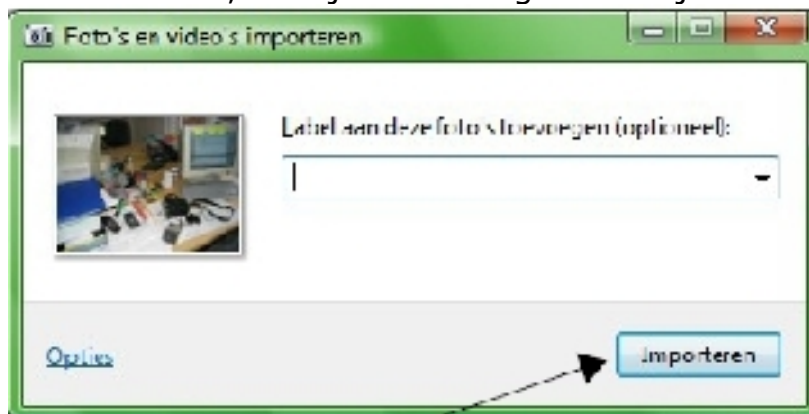 Foto's en video's importeren
Label aan deze foto's toevoegen (optioneel):
Opties
Importeren